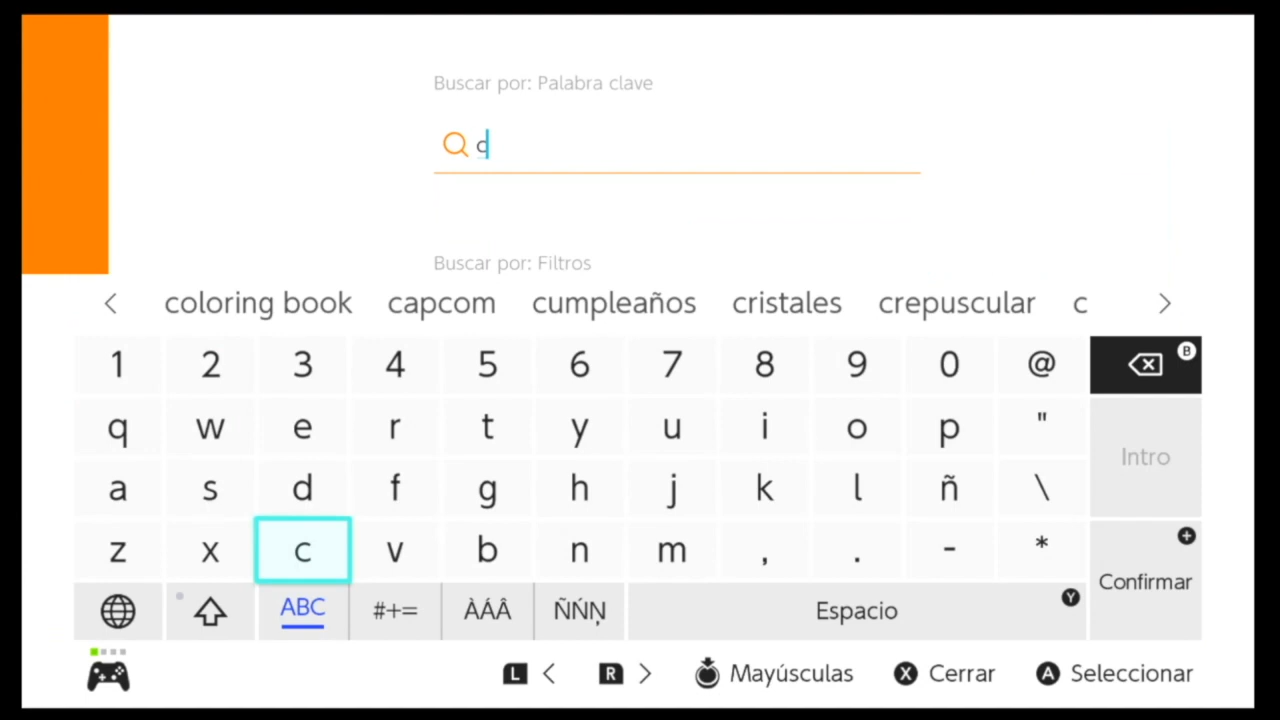 Buscar por: Palabra clave
c
Buscar por: Filtros
< coloring book capcom cumpleaños cristales crepuscular c >
1 2 3 4 5 6 7 8 9 0 @ B
q w e r t y u i o p "
Intro
a s d f g h j k l ñ \
z x c v b n m , . - * +
Confirmar
ABC #+= ÀÁÂ ÑŃŅ Espacio Y
L < R > Mayúsculas X Cerrar A Seleccionar